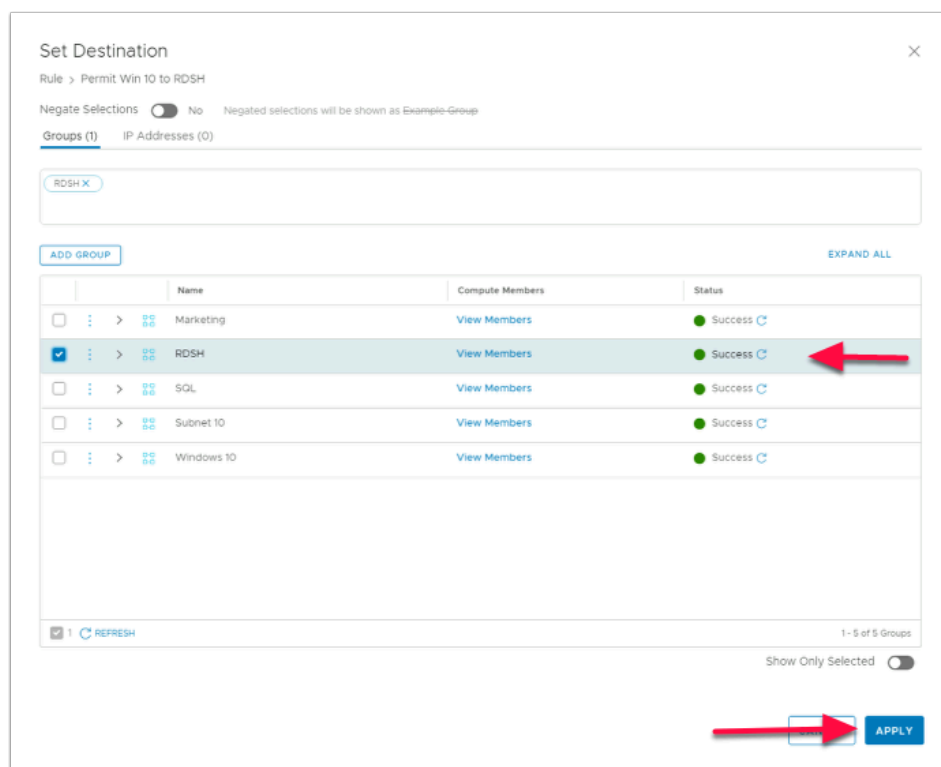 Set Destination
Rule > Permit Win 10 to RDSH
Negate Selections No Negated selections will be shown as Example Group
Groups (1) IP Addresses (0)
RDSH X
ADD GROUP EXPAND ALL
Name Compute Members Status
Marketing View Members Success
RDSH View Members Success
SQL View Members Success
Subnet 10 View Members Success
Windows 10 View Members Success
1 REFRESH 1 - 5 of 5 Groups
Show Only Selected
APPLY